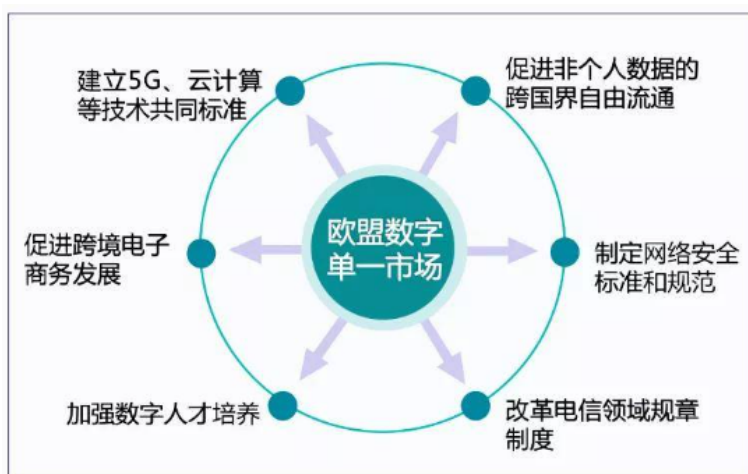 建立5G、云计算
等技术共同标准
促进非个人数据的
跨国界自由流通
促进跨境电子
商务发展
欧盟数字
单一市场
制定网络安全
标准和规范
加强数字人才培养
改革电信领域规章
制度